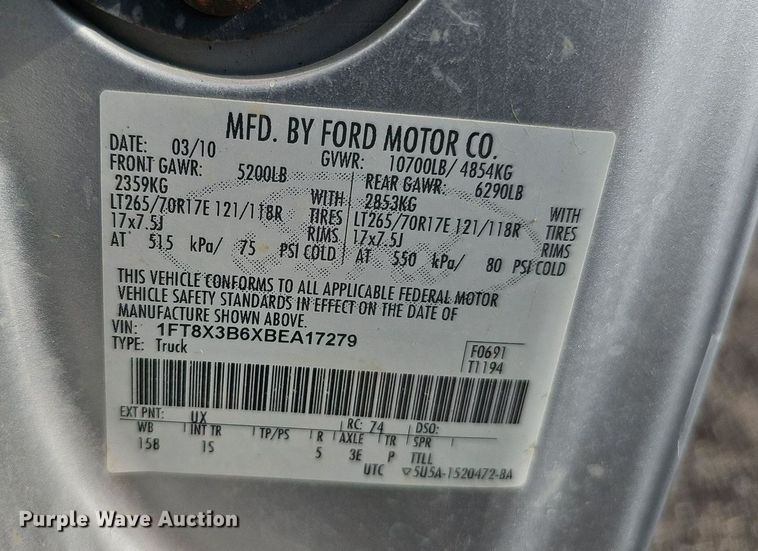 MFD. BY FORD MOTOR CO.
DATE: 03/10 GVWR: 10700LB/ 4854KG
FRONT GAWR: 5200LB REAR GAWR: 6290LB
2359KG WITH 2853KG WITH
LT265/70R17E 121/118R TIRES LT265/70R17E 121/118R TIRES
17x7.5J RIMS 17x7.5J RIMS
AT 515 kPa/ 75 PSI COLD AT 550 kPa/ 80 PSI COLD
THIS VEHICLE CONFORMS TO ALL APPLICABLE FEDERAL MOTOR
VEHICLE SAFETY STANDARDS IN EFFECT ON THE DATE OF
MANUFACTURE SHOWN ABOVE.
VIN: 1FT8X3B6XBEA17279
TYPE: Truck F0691
T1194
EXT PNT: UX RC: 74 DSO:
WB INT TR TP/PS R AXLE TR SPR
158 1S 5 3E P TTLL
UTC 5U5A-1520472-BA
Purple Wave Auction